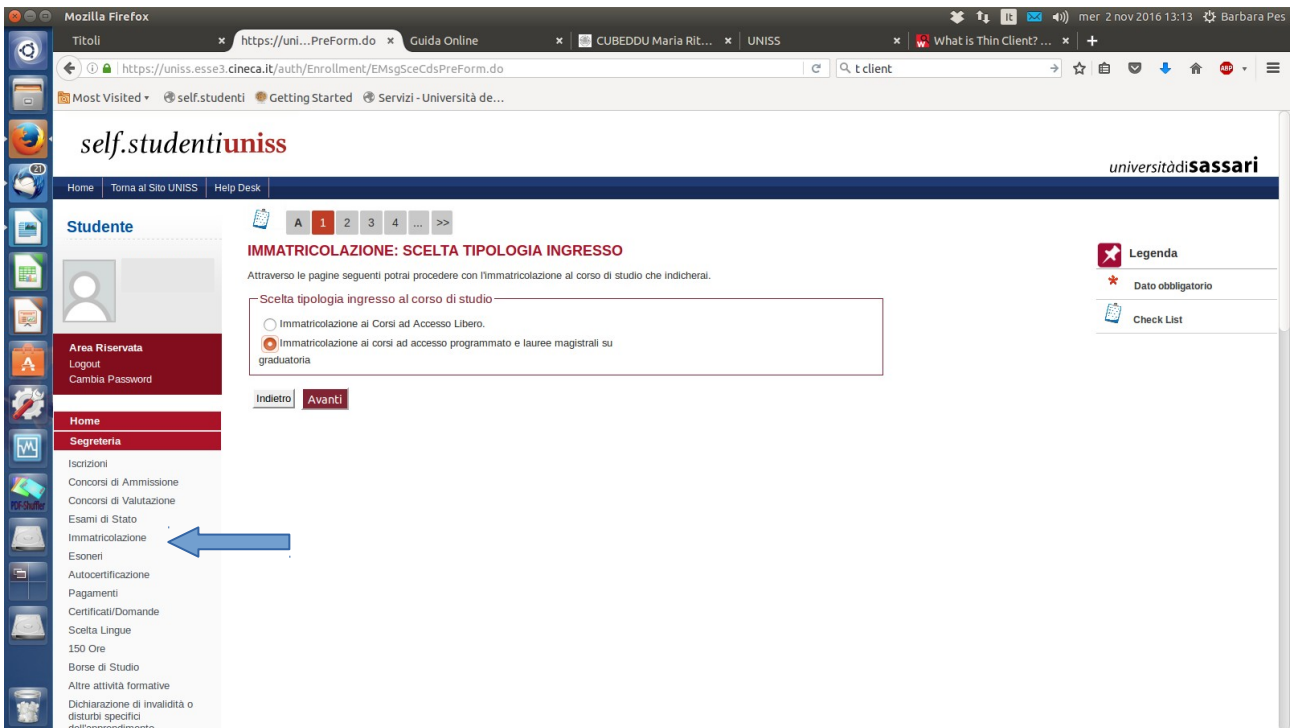 Mozilla Firefox
It
mer 2 nov 2016 13:13
Barbara Pes
Titoli
https://uni...PreForm.do
Guida Online
CUBEDDU Maria Rit...
UNISS
What is Thin Client? ...
https://uniss.esse3.cineca.it/auth/Enrollment/EMsgSceCdsPreForm.do
t client
ABP
Most Visited
self.studenti
Getting Started
Servizi - Università de...
21
self.studentiuniss
universitàdisassari
Home
Torna al Sito UNISS
Help Desk
Studente
A 1 2 3 4 ... >>
IMMATRICOLAZIONE: SCELTA TIPOLOGIA INGRESSO
Attraverso le pagine seguenti potrai procedere con l'immatricolazione al corso di studio che indicherai.
Scelta tipologia ingresso al corso di studio
Immatricolazione ai Corsi ad Accesso Libero.
Immatricolazione ai corsi ad accesso programmato e lauree magistrali su
graduatoria
Indietro
Avanti
Legenda
Dato obbligatorio
Check List
Area Riservata
Logout
Cambia Password
Home
Segreteria
Iscrizioni
Concorsi di Ammissione
Concorsi di Valutazione
Esami di Stato
Immatricolazione
Esoneri
Autocertificazione
Pagamenti
Certificati/Domande
Scelta Lingue
150 Ore
Borse di Studio
Altre attività formative
Dichiarazione di invalidità o
disturbi specifici
dell'apprendimento
PDF-Shuffler